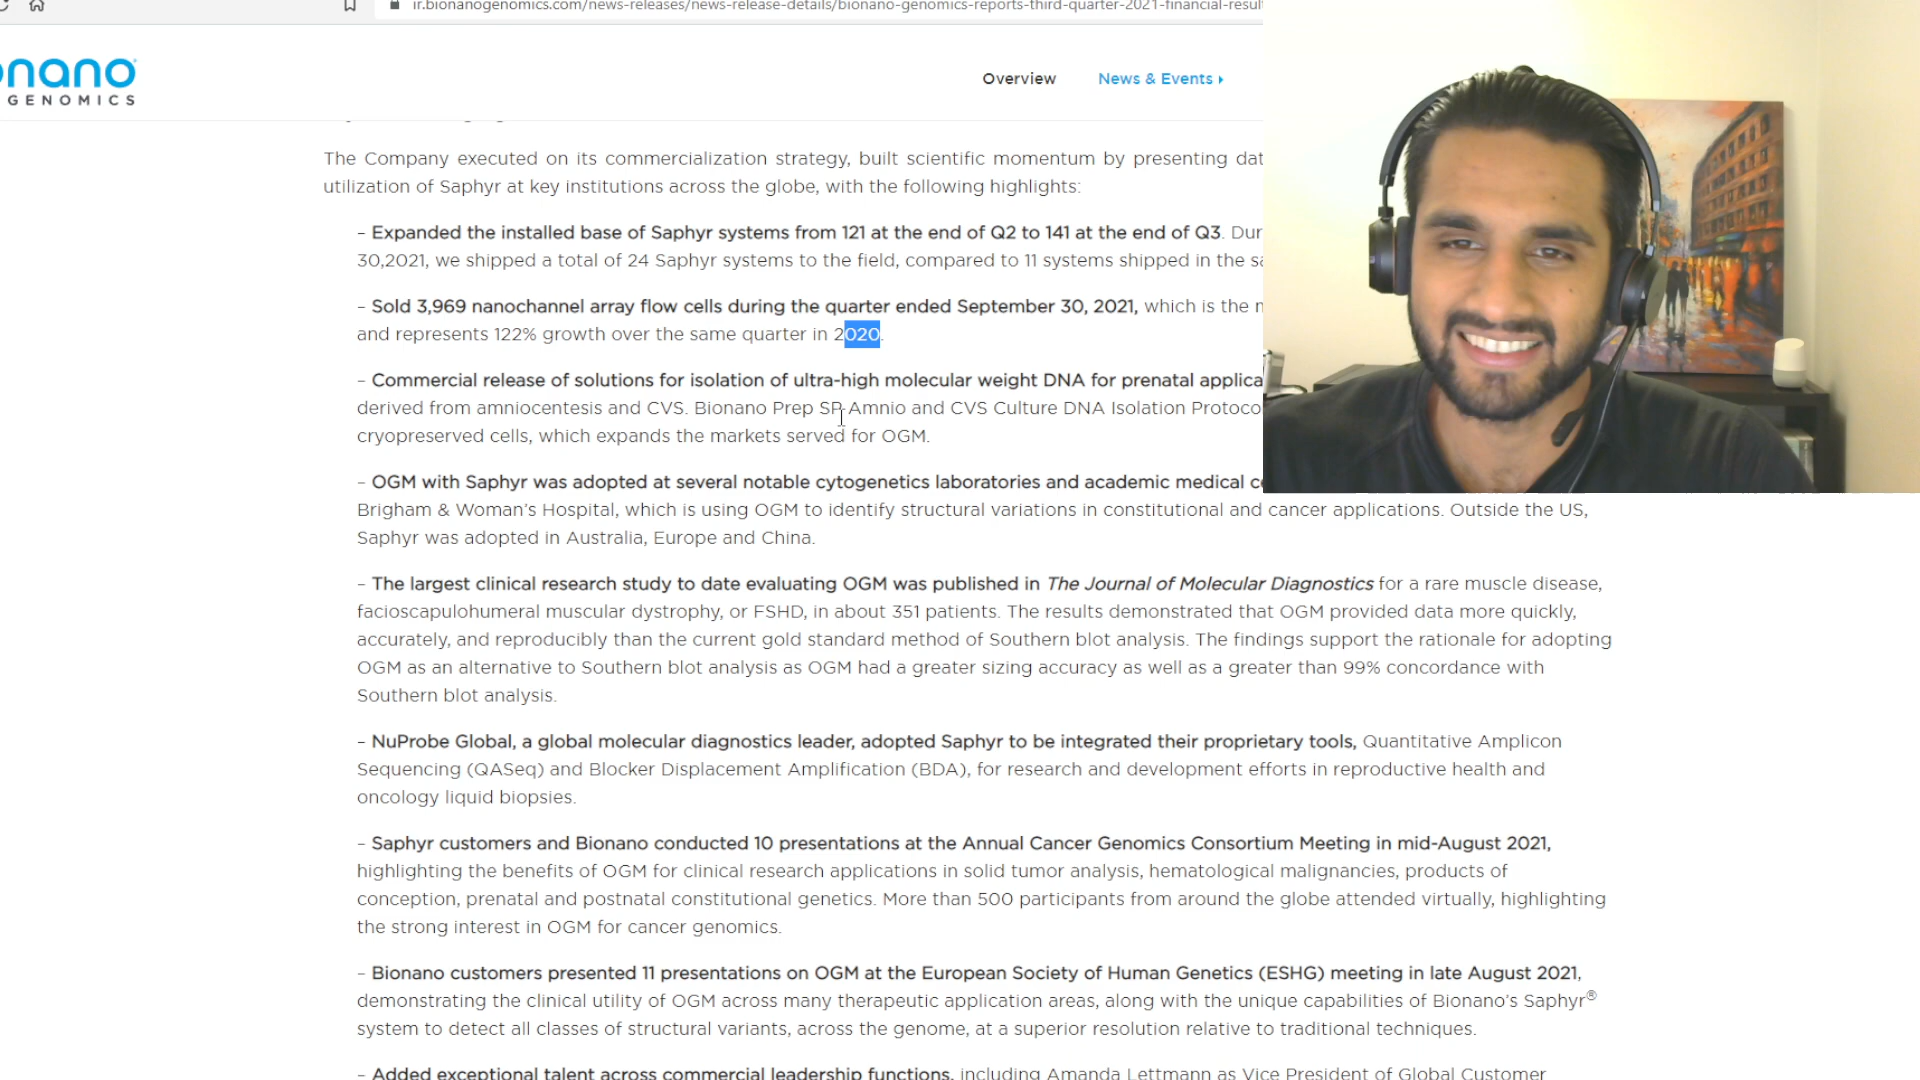 ir.bionanogenomics.com/news-releases/news-release-details/bionano-genomics-reports-third-quarter-2021-financial-resul
onano
GENOMICS
Overview
News & Events
The Company executed on its commercialization strategy, built scientific momentum by presenting dat
utilization of Saphyr at key institutions across the globe, with the following highlights:
– Expanded the installed base of Saphyr systems from 121 at the end of Q2 to 141 at the end of Q3. Dur
30,2021, we shipped a total of 24 Saphyr systems to the field, compared to 11 systems shipped in the sa
– Sold 3,969 nanochannel array flow cells during the quarter ended September 30, 2021, which is the
and represents 122% growth over the same quarter in 2020.
– Commercial release of solutions for isolation of ultra-high molecular weight DNA for prenatal applica
derived from amniocentesis and CVS. Bionano Prep SP Amnio and CVS Culture DNA Isolation Protoco
cryopreserved cells, which expands the markets served for OGM.
– OGM with Saphyr was adopted at several notable cytogenetics laboratories and academic medical c
Brigham & Woman's Hospital, which is using OGM to identify structural variations in constitutional and cancer applications. Outside the US,
Saphyr was adopted in Australia, Europe and China.
– The largest clinical research study to date evaluating OGM was published in The Journal of Molecular Diagnostics for a rare muscle disease,
facioscapulohumeral muscular dystrophy, or FSHD, in about 351 patients. The results demonstrated that OGM provided data more quickly,
accurately, and reproducibly than the current gold standard method of Southern blot analysis. The findings support the rationale for adopting
OGM as an alternative to Southern blot analysis as OGM had a greater sizing accuracy as well as a greater than 99% concordance with
Southern blot analysis.
– NuProbe Global, a global molecular diagnostics leader, adopted Saphyr to be integrated their proprietary tools, Quantitative Amplicon
Sequencing (QASeq) and Blocker Displacement Amplification (BDA), for research and development efforts in reproductive health and
oncology liquid biopsies.
– Saphyr customers and Bionano conducted 10 presentations at the Annual Cancer Genomics Consortium Meeting in mid-August 2021,
highlighting the benefits of OGM for clinical research applications in solid tumor analysis, hematological malignancies, products of
conception, prenatal and postnatal constitutional genetics. More than 500 participants from around the globe attended virtually, highlighting
the strong interest in OGM for cancer genomics.
– Bionano customers presented 11 presentations on OGM at the European Society of Human Genetics (ESHG) meeting in late August 2021,
demonstrating the clinical utility of OGM across many therapeutic application areas, along with the unique capabilities of Bionano's Saphyr®
system to detect all classes of structural variants, across the genome, at a superior resolution relative to traditional techniques.
– Added exceptional talent across commercial leadership functions, including Amanda Lettmann as Vice President of Global Customer